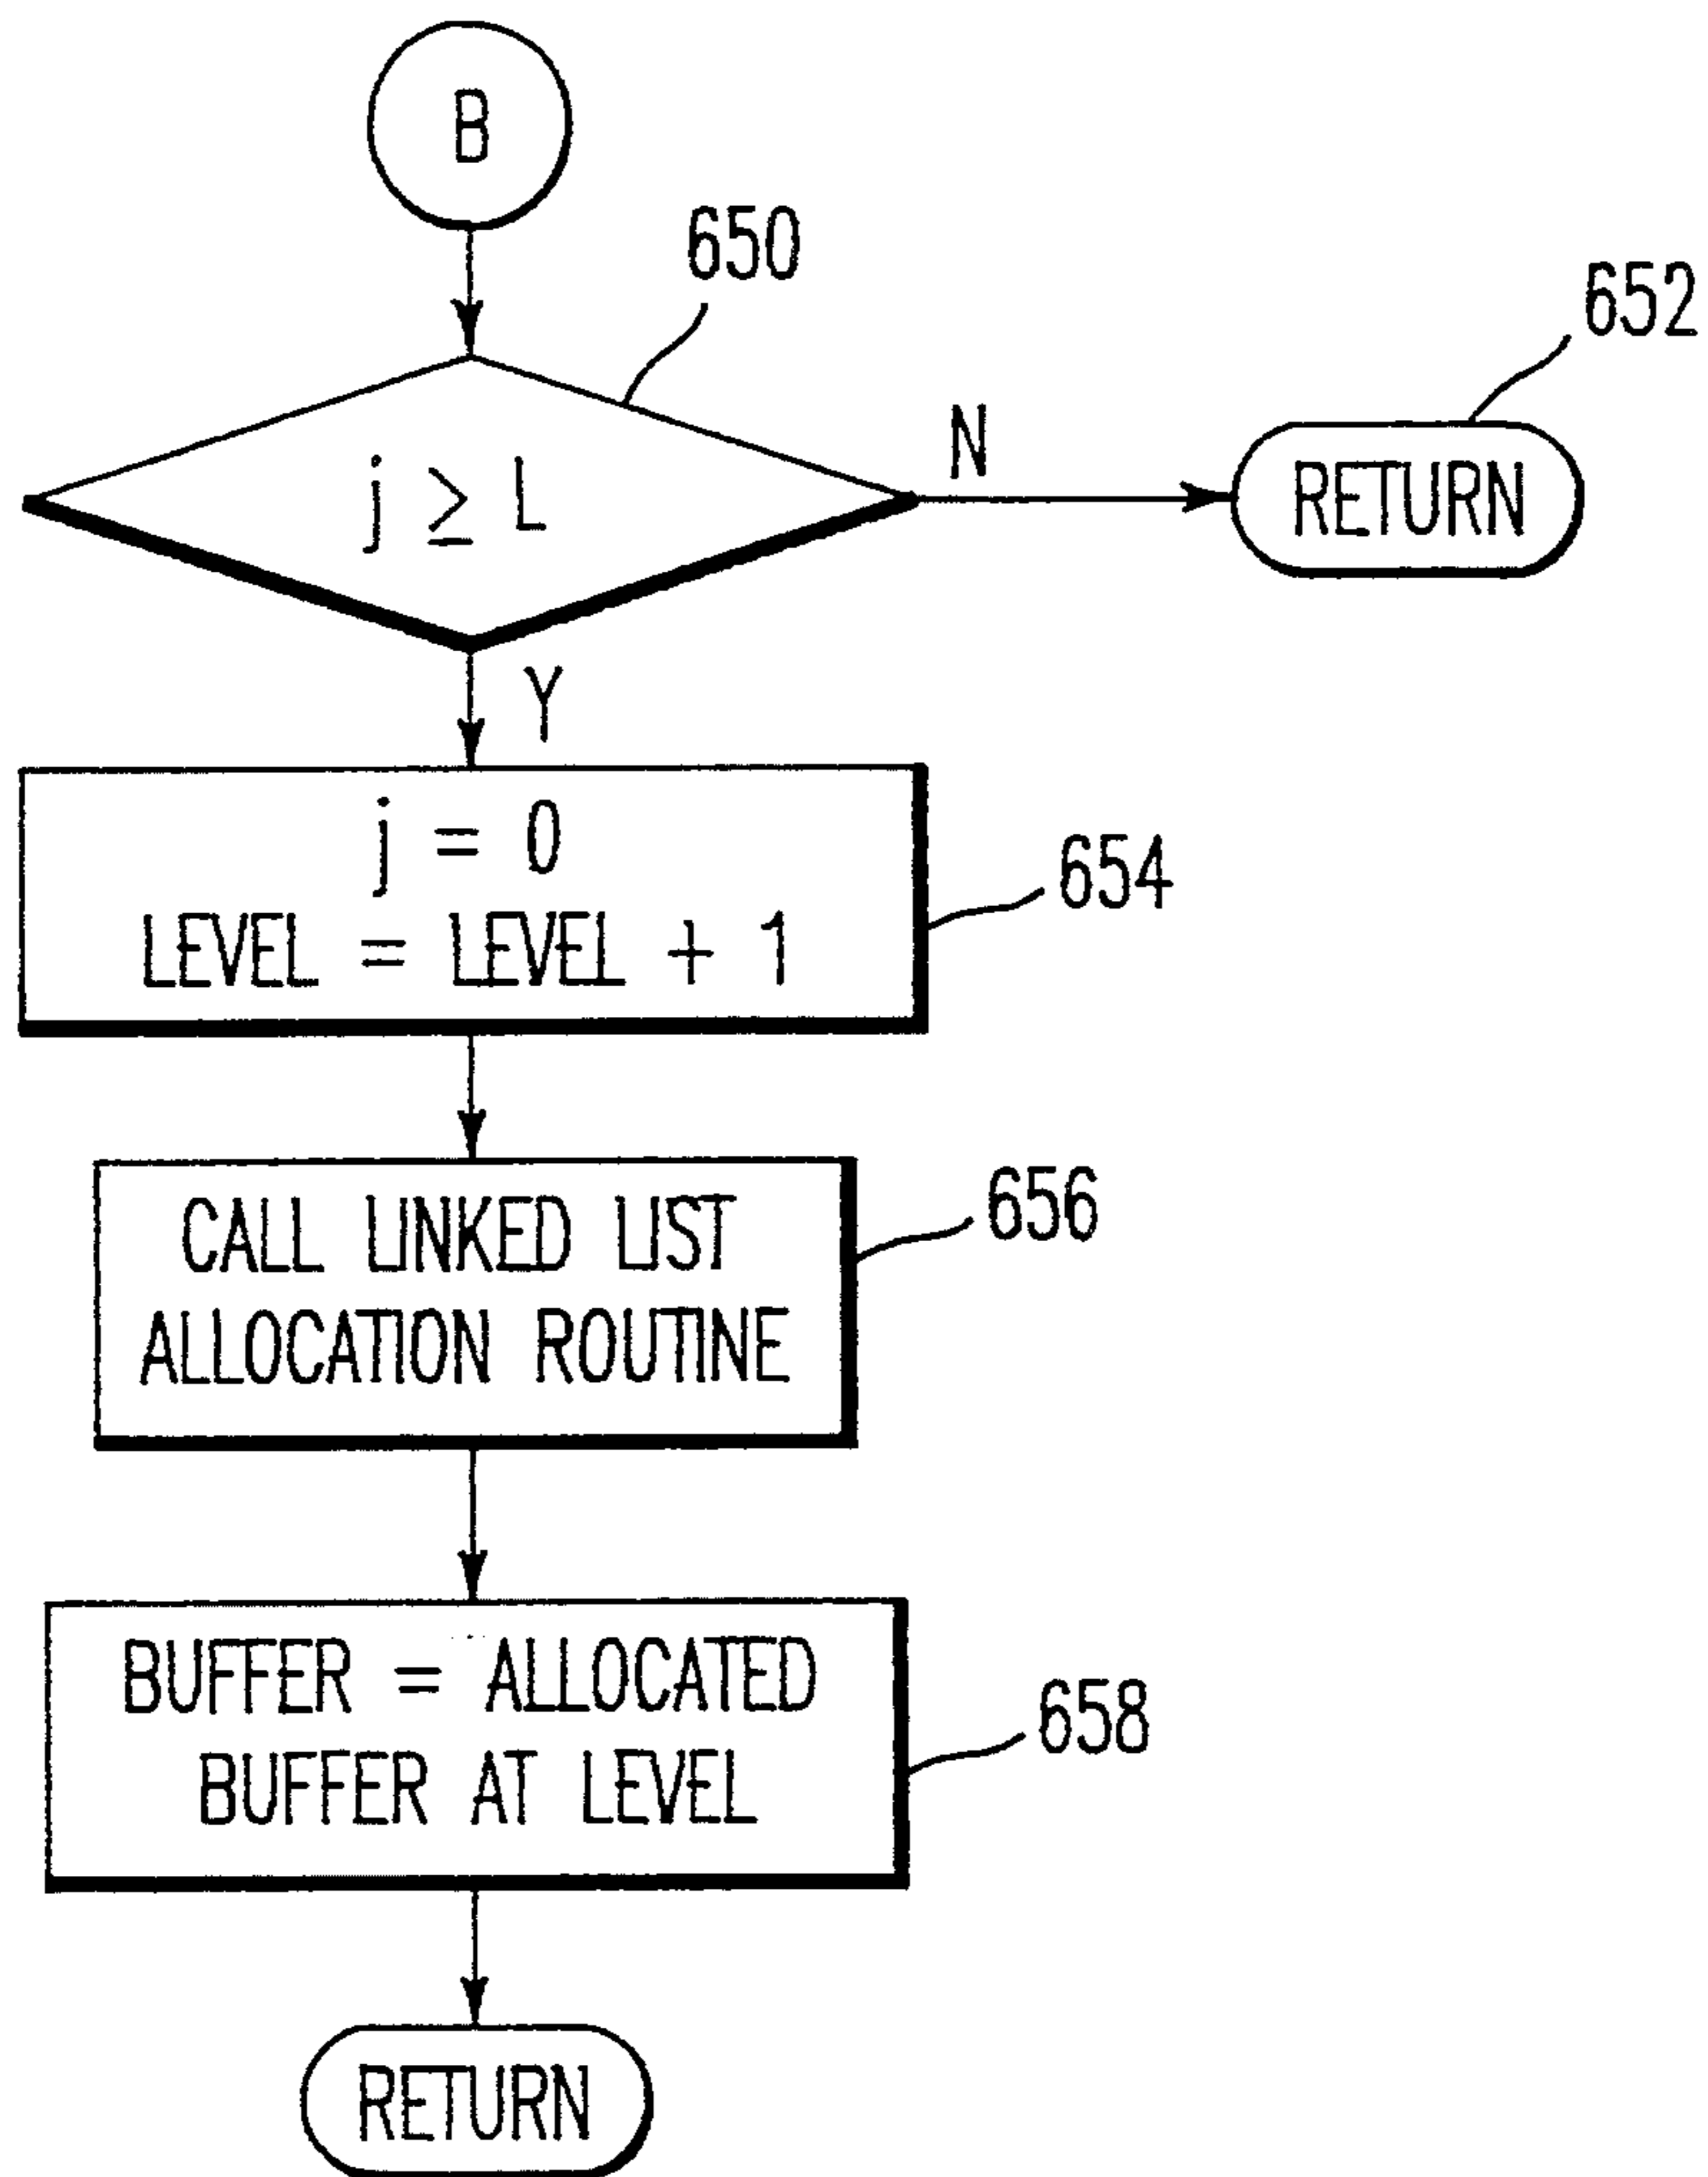 B
650
652
j ≥ L
N
RETURN
Y
j = 0
LEVEL = LEVEL + 1
654
CALL LINKED LIST
ALLOCATION ROUTINE
656
BUFFER = ALLOCATED
BUFFER AT LEVEL
658
RETURN